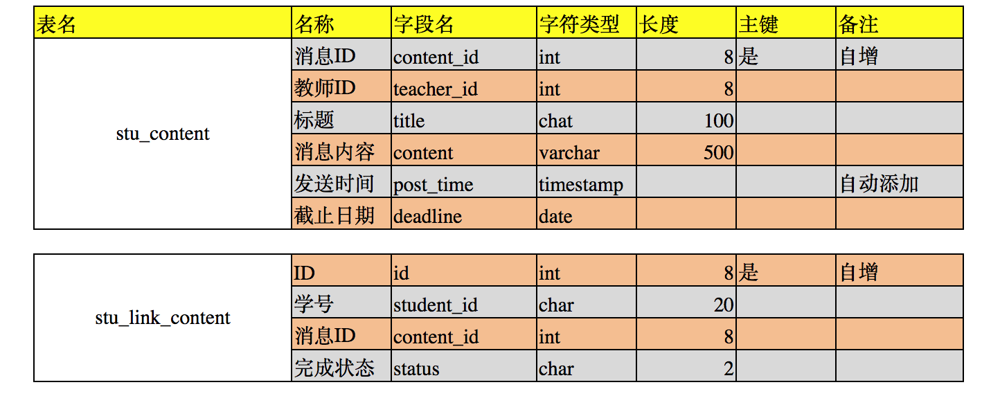 表名 名称 字段名 字符类型 长度 主键 备注
stu_content
消息ID content_id int 8 是 自增
教师ID teacher_id int 8
标题 title chat 100
消息内容 content varchar 500
发送时间 post_time timestamp 自动添加
截止日期 deadline date
stu_link_content
ID id int 8 是 自增
学号 student_id char 20
消息ID content_id int 8
完成状态 status char 2